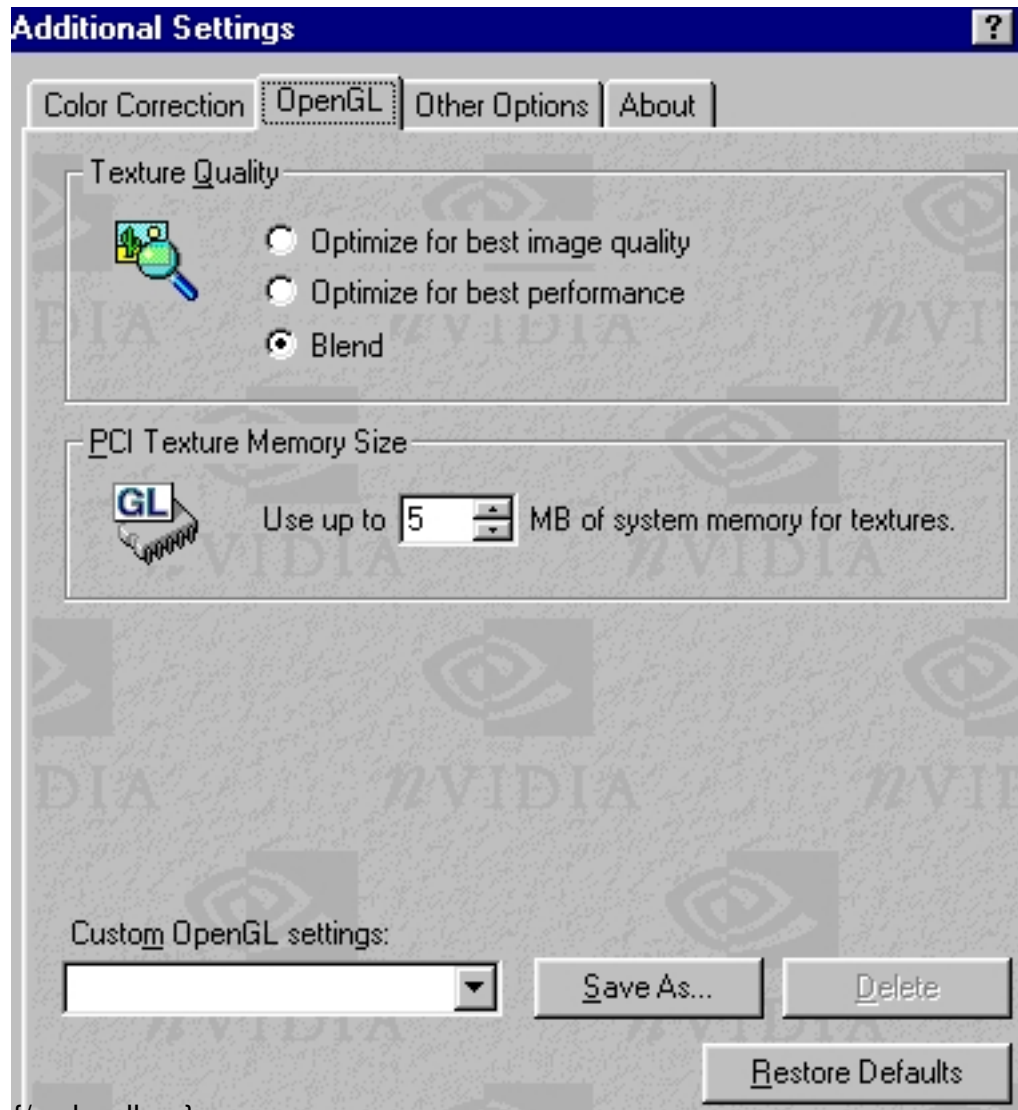 Additional Settings
?
Color Correction
OpenGL
Other Options
About
Texture Quality
Optimize for best image quality
Optimize for best performance
Blend
PCI Texture Memory Size
GL
Use up to 5 MB of system memory for textures.
Custom OpenGL settings:
Save As...
Delete
Restore Defaults
nVIDIA